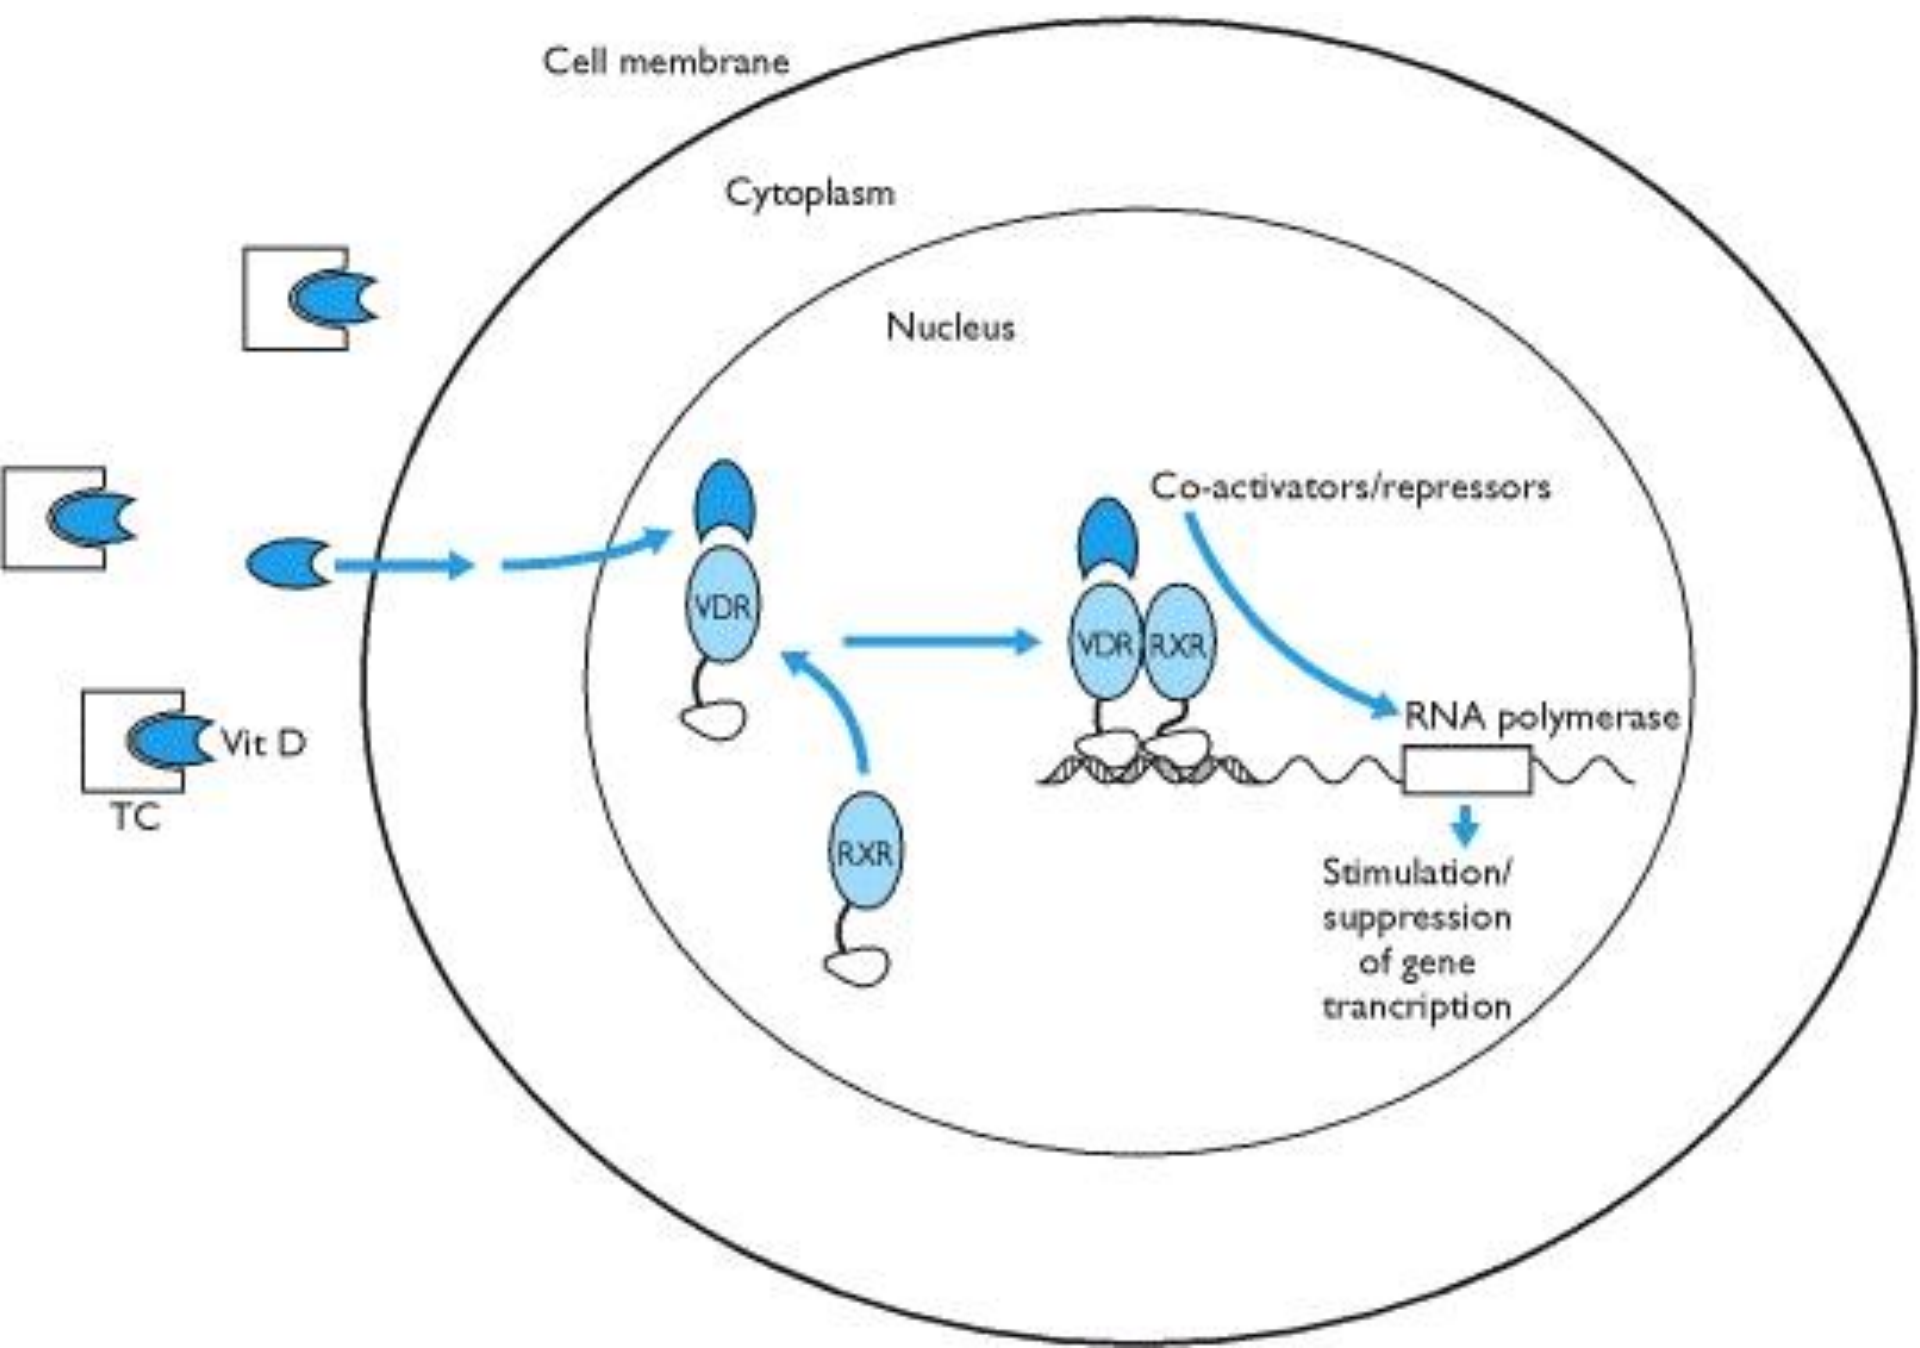 Cell membrane
Cytoplasm
Nucleus
Co-activators/repressors
VDR
VDR
RXR
RNA polymerase
Vit D
TC
RXR
Stimulation/
suppression
of gene
trancription